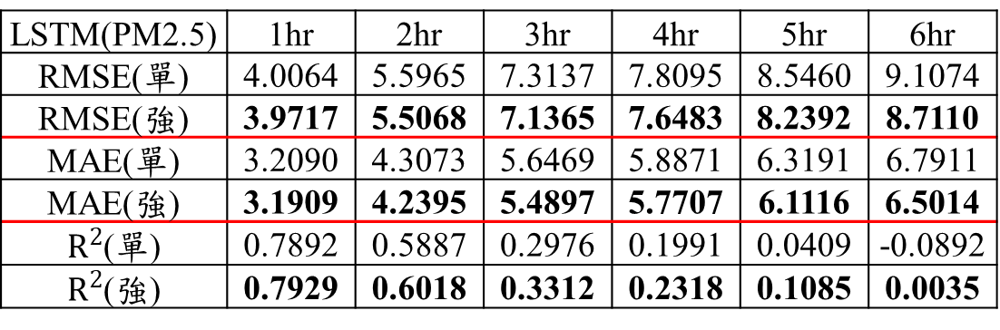 LSTM(PM2.5) 1hr 2hr 3hr 4hr 5hr 6hr
RMSE(單) 4.0064 5.5965 7.3137 7.8095 8.5460 9.1074
RMSE(強) 3.9717 5.5068 7.1365 7.6483 8.2392 8.7110
MAE(單) 3.2090 4.3073 5.6469 5.8871 6.3191 6.7911
MAE(強) 3.1909 4.2395 5.4897 5.7707 6.1116 6.5014
R²(單) 0.7892 0.5887 0.2976 0.1991 0.0409 -0.0892
R²(強) 0.7929 0.6018 0.3312 0.2318 0.1085 0.0035